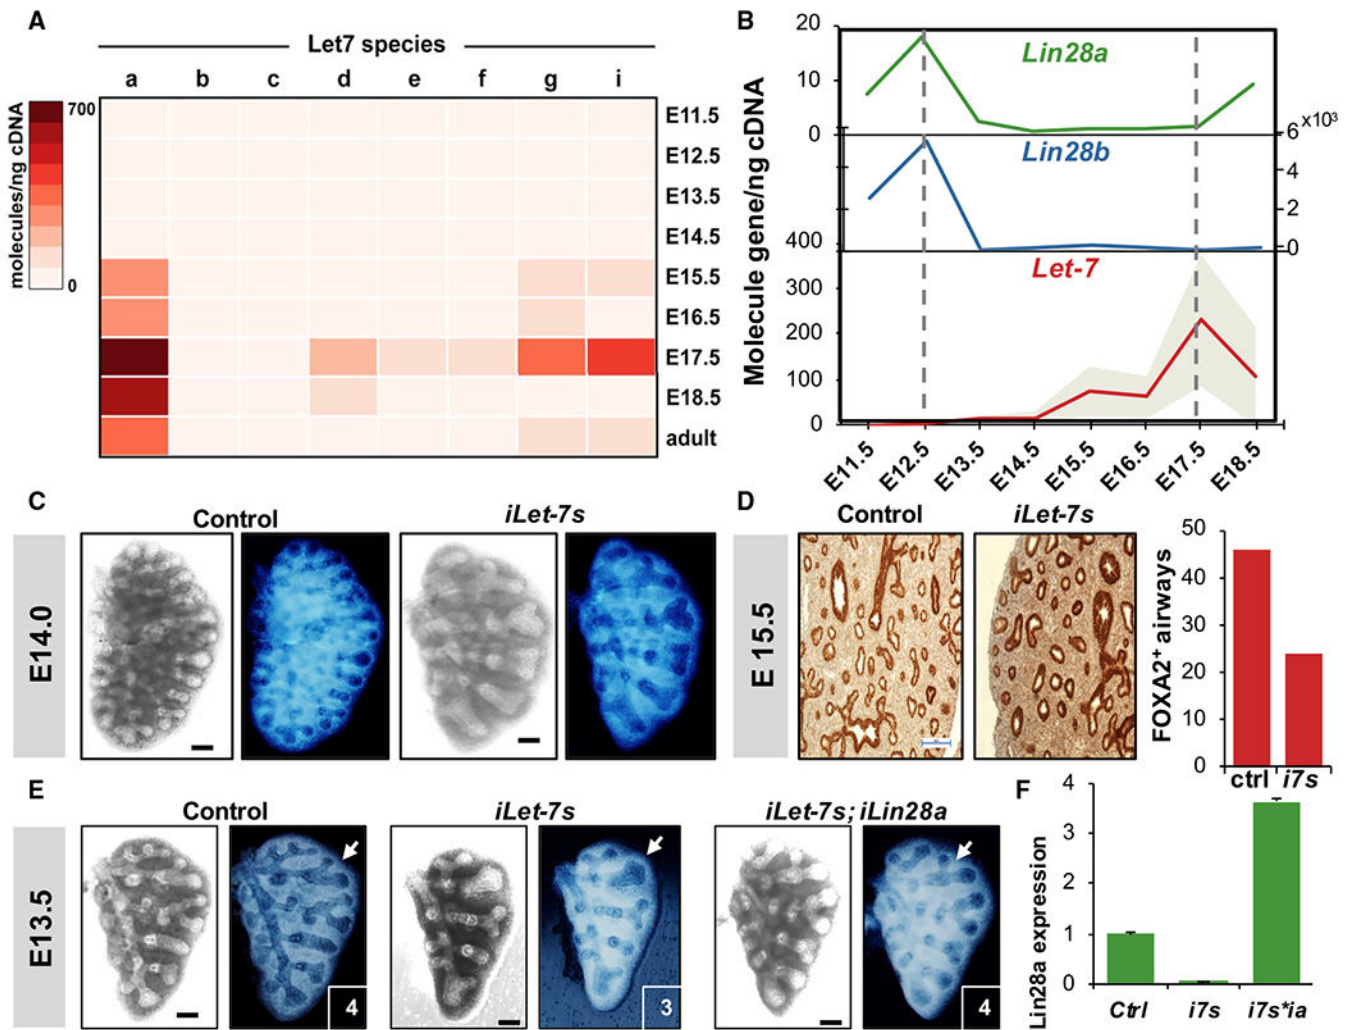 A
Let7 species
a b c d e f g i
700
0
molecules/ng cDNA
E11.5
E12.5
E13.5
E14.5
E15.5
E16.5
E17.5
E18.5
adult
B
Molecule gene/ng cDNA
20
10
0
Lin28a
6 x10³
4
2
0
Lin28b
400
300
200
100
0
Let-7
E11.5 E12.5 E13.5 E14.5 E15.5 E16.5 E17.5 E18.5
C
Control iLet-7s
E14.0
D
Control iLet-7s
E 15.5
FOXA2⁺ airways
50
40
30
20
10
0
ctrl i7s
E
Control iLet-7s iLet-7s; iLin28a
E13.5
4 3 4
F
Lin28a expression
4
3
2
1
0
Ctrl i7s i7s*ia